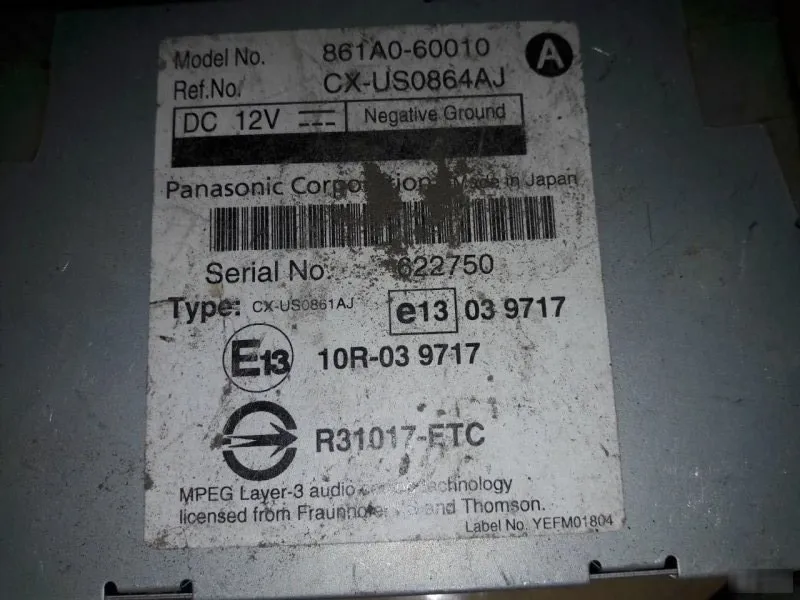 Model No. 861A0-60010 A
Ref.No. CX-US0864AJ
DC 12V Negative Ground
Panasonic Made in Japan
Serial No. 622750
Type: CX-US0861AJ e13 03 9717
E13 10R-03 9717
R31017-ETC
MPEG Layer-3 audio technology
licensed from Fraunhofer and Thomson.
Label No. YEFM01804